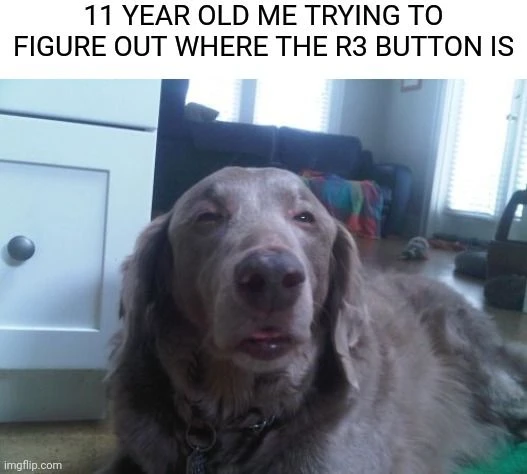 11 YEAR OLD ME TRYING TO
FIGURE OUT WHERE THE R3 BUTTON IS
imgflip.com